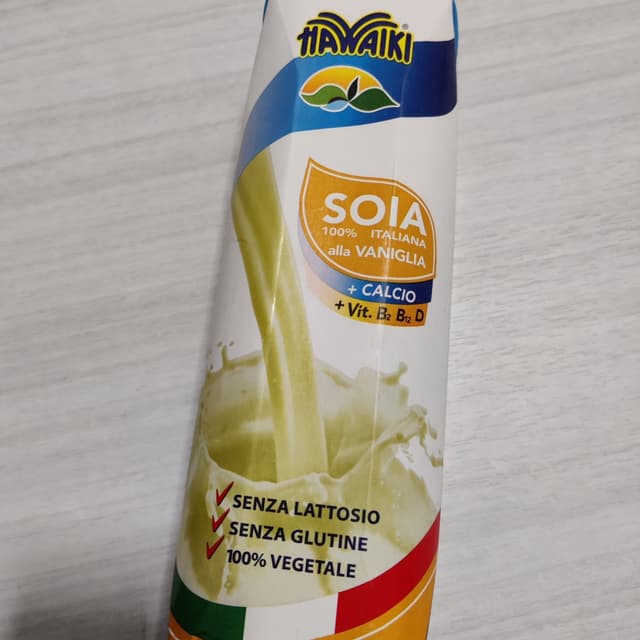 HAWAIKI
SOIA
100% ITALIANA
alla VANIGLIA
+ CALCIO
+ Vit. B2 B12 D
SENZA LATTOSIO
SENZA GLUTINE
100% VEGETALE